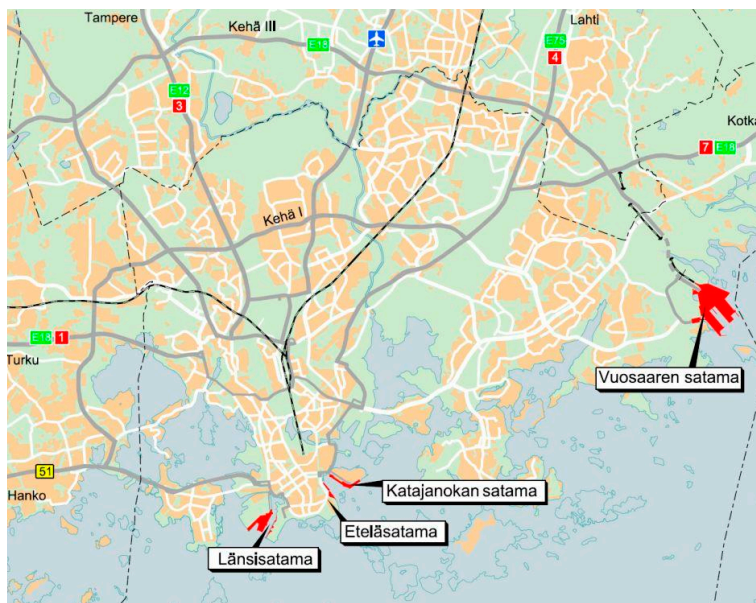 Tampere
Kehä III
E18
Lahti
E75
4
E12
3
Kotka
7 E18
Kehä I
E18 1
Turku
Vuosaaren satama
51
Hanko
Katajanokan satama
Eteläsatama
Länsisatama